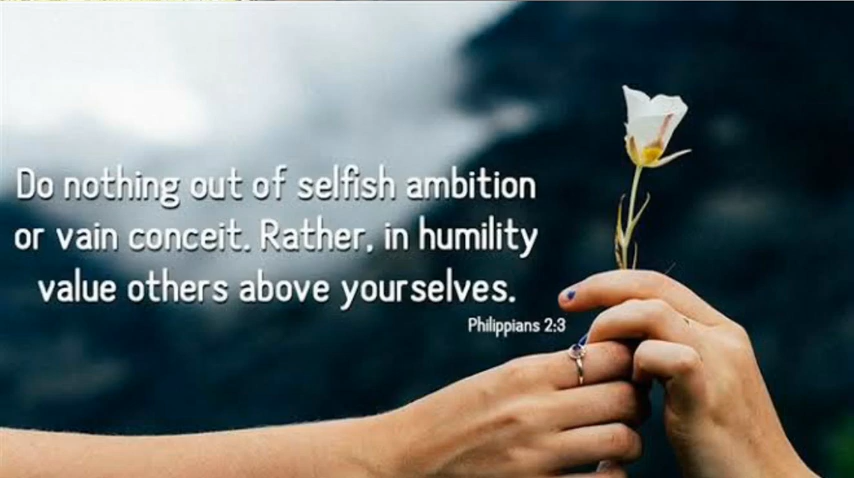 Do nothing out of selfish ambition
or vain conceit. Rather, in humility
value others above yourselves.
Philippians 2:3